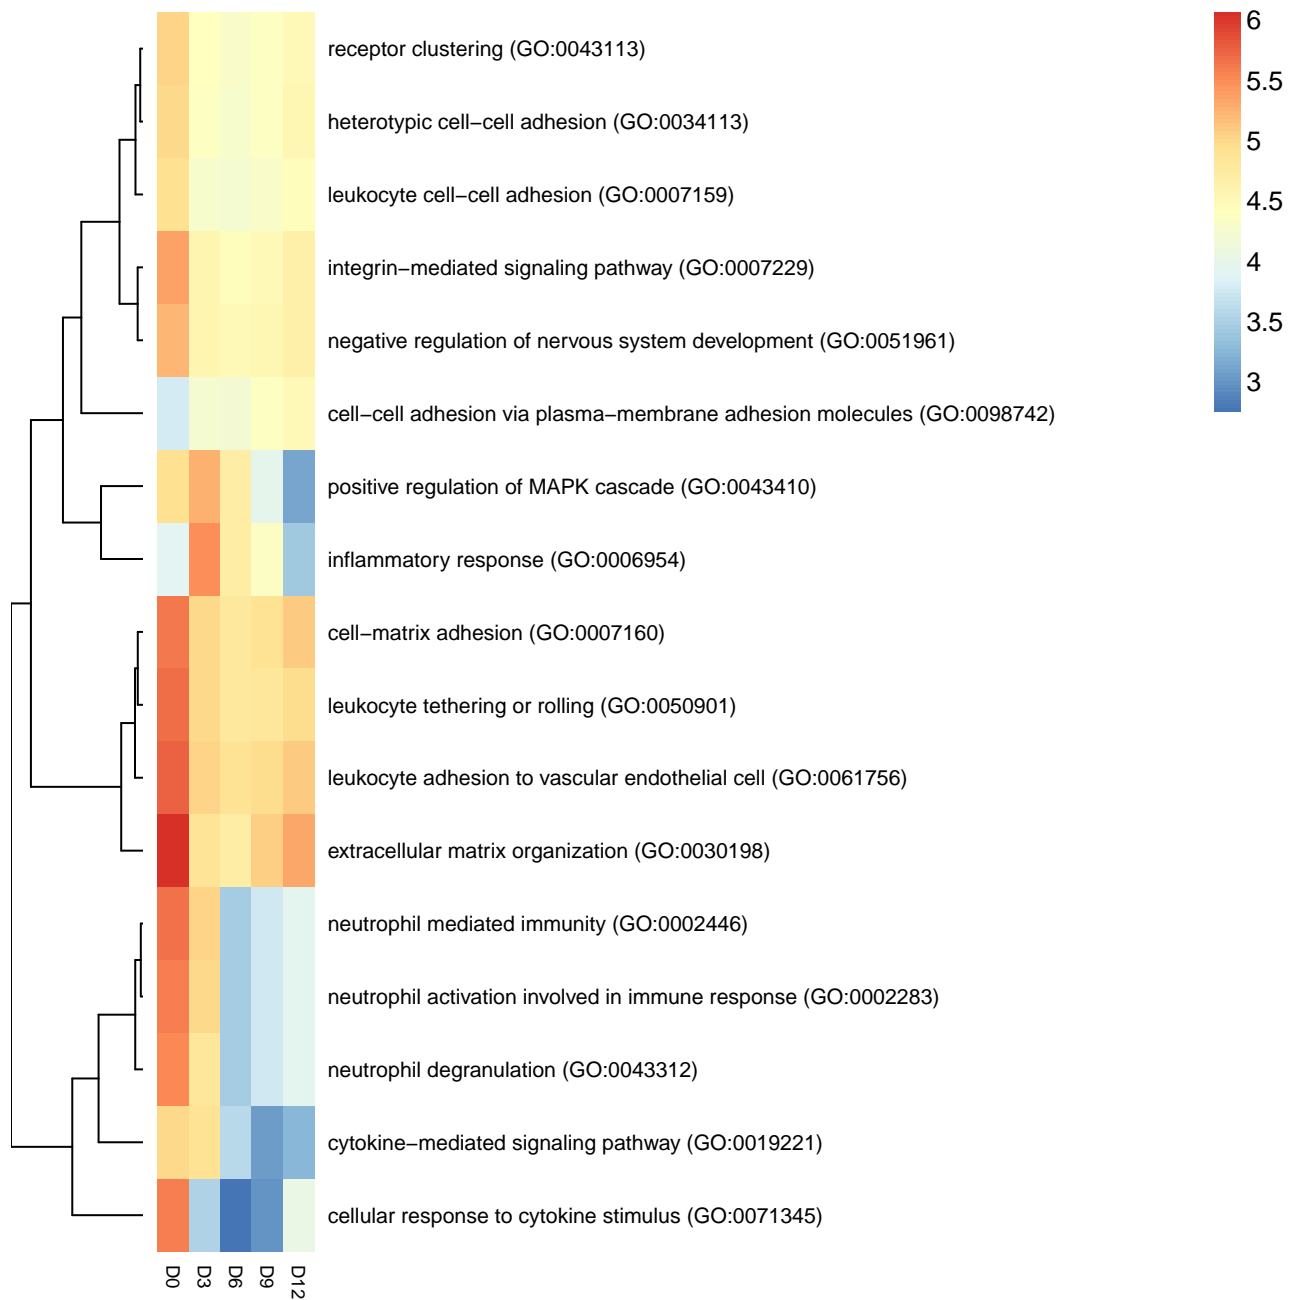 receptor clustering (GO:0043113)
heterotypic cell−cell adhesion (GO:0034113)
leukocyte cell−cell adhesion (GO:0007159)
integrin−mediated signaling pathway (GO:0007229)
negative regulation of nervous system development (GO:0051961)
cell−cell adhesion via plasma−membrane adhesion molecules (GO:0098742)
positive regulation of MAPK cascade (GO:0043410)
inflammatory response (GO:0006954)
cell−matrix adhesion (GO:0007160)
leukocyte tethering or rolling (GO:0050901)
leukocyte adhesion to vascular endothelial cell (GO:0061756)
extracellular matrix organization (GO:0030198)
neutrophil mediated immunity (GO:0002446)
neutrophil activation involved in immune response (GO:0002283)
neutrophil degranulation (GO:0043312)
cytokine−mediated signaling pathway (GO:0019221)
cellular response to cytokine stimulus (GO:0071345)
D0
D3
D6
D9
D12
6
5.5
5
4.5
4
3.5
3